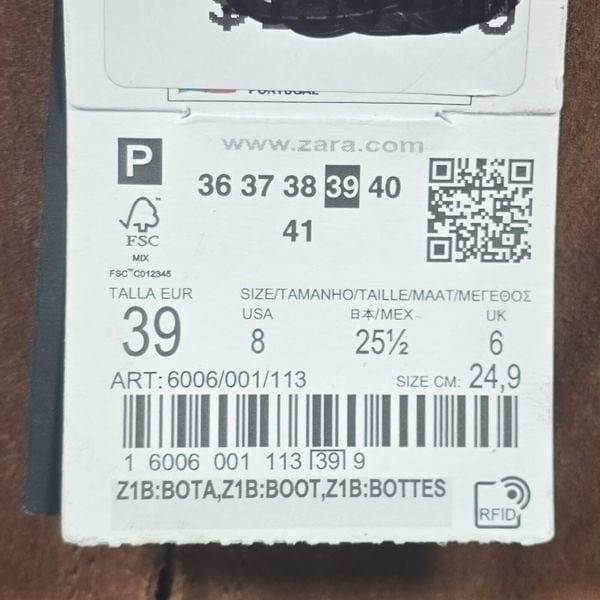 PORTUGAL
www.zara.com
P
36 37 38 39 40
41
FSC™
MIX
FSC™C012345
TALLA EUR
39
SIZE/TAMANHO/TAILLE/MAAT/ΜΕΓΕΘΟΣ
USA 日本/MEX UK
8 25½ 6
ART: 6006/001/113
SIZE CM: 24,9
1 6006 001 113 39 9
Z1B:BOTA,Z1B:BOOT,Z1B:BOTTES
RFID